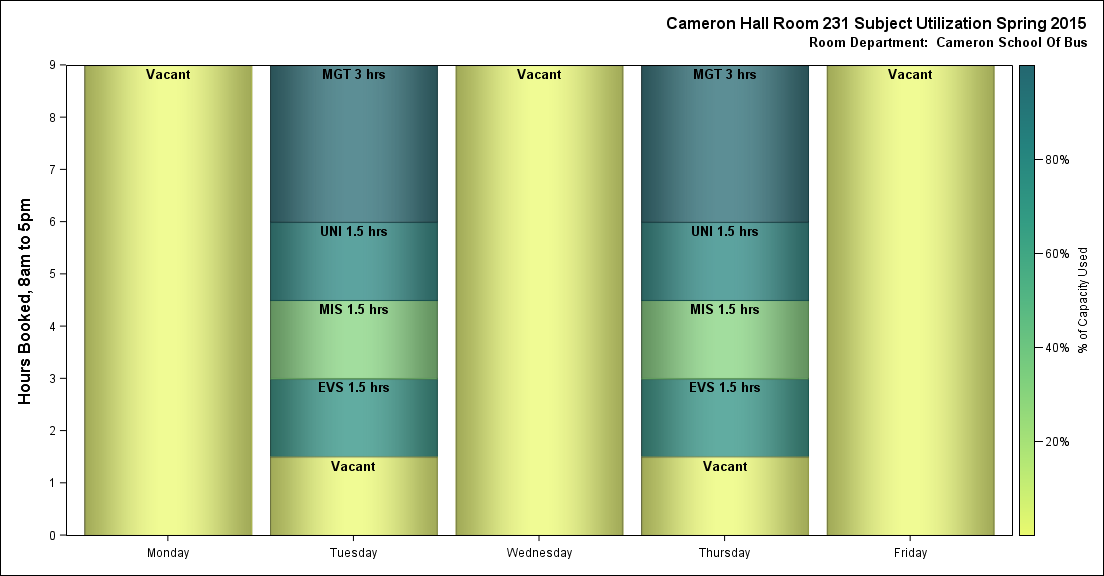 Cameron Hall Room 231 Subject Utilization Spring 2015
Room Department:  Cameron School Of Bus
Hours Booked, 8am to 5pm
9
8
7
6
5
4
3
2
1
0
Vacant
MGT 3 hrs
UNI 1.5 hrs
MIS 1.5 hrs
EVS 1.5 hrs
Vacant
Vacant
MGT 3 hrs
UNI 1.5 hrs
MIS 1.5 hrs
EVS 1.5 hrs
Vacant
Vacant
Monday
Tuesday
Wednesday
Thursday
Friday
80%
60%
40%
20%
% of Capacity Used